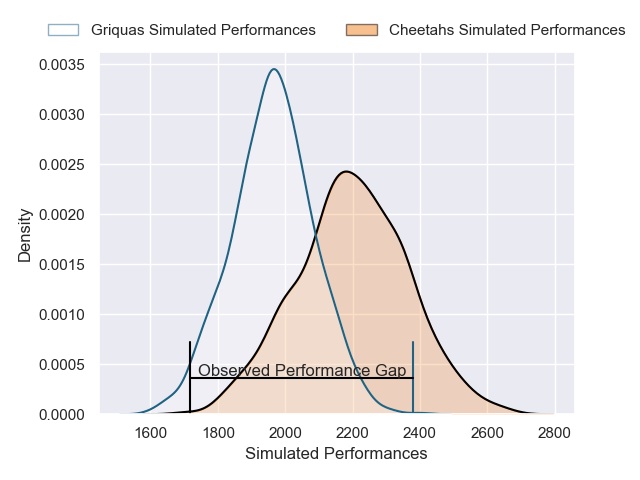 Griquas Simulated Performances
Cheetahs Simulated Performances
0.0035
0.0030
0.0025
0.0020
0.0015
0.0010
0.0005
0.0000
Density
Observed Performance Gap
1600 1800 2000 2200 2400 2600 2800
Simulated Performances